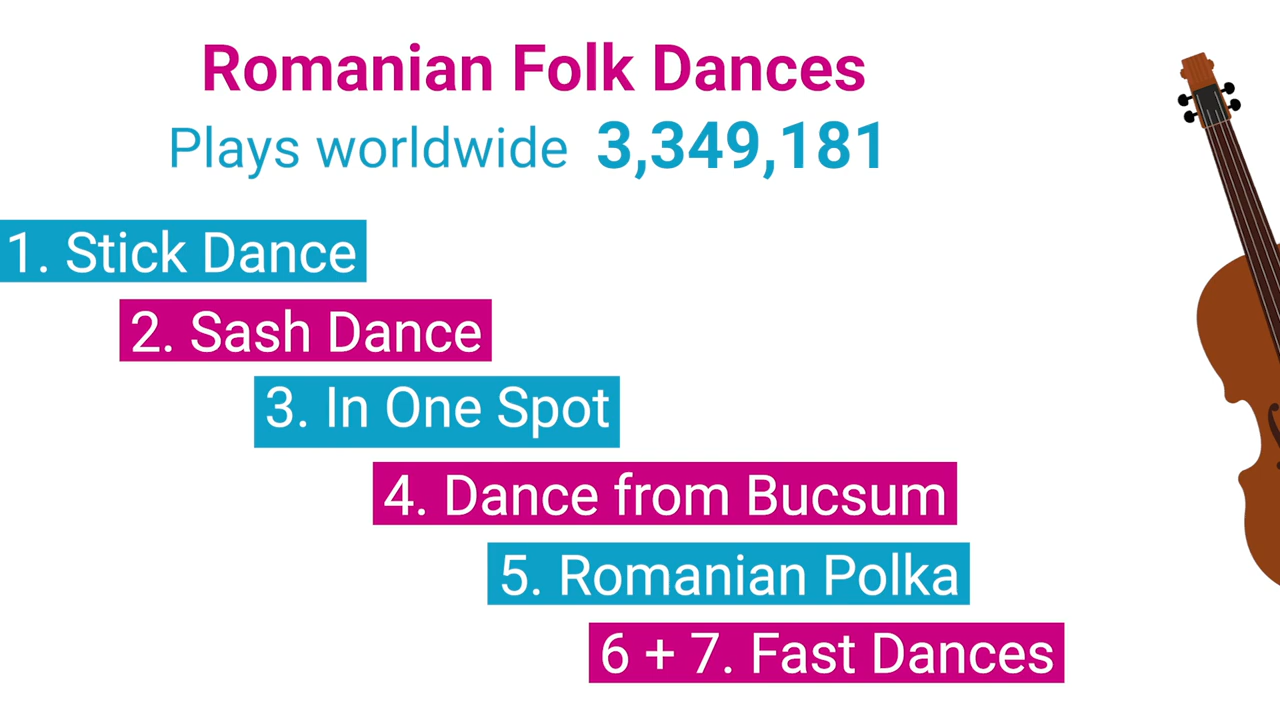 Romanian Folk Dances
Plays worldwide 3,349,181
1. Stick Dance
2. Sash Dance
3. In One Spot
4. Dance from Bucsum
5. Romanian Polka
6 + 7. Fast Dances